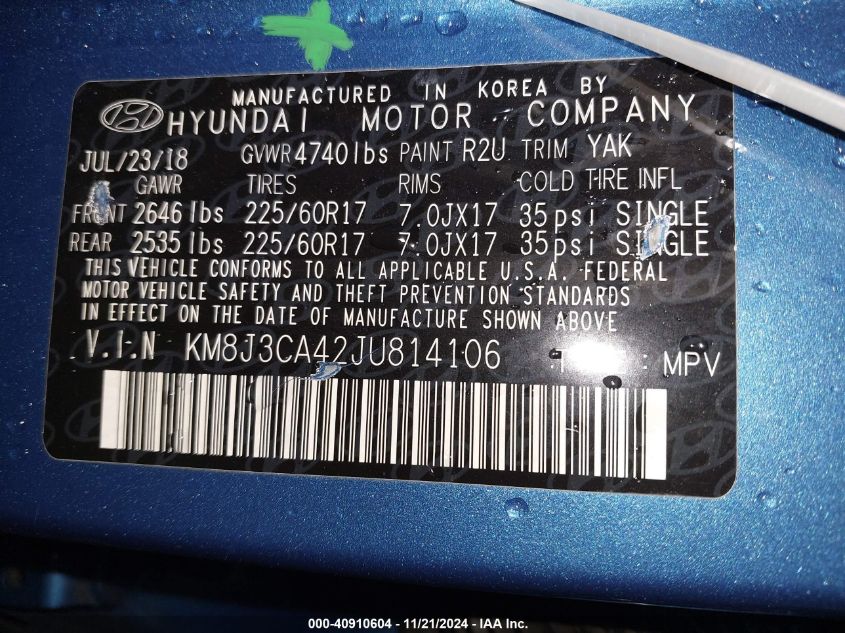 MANUFACTURED IN KOREA BY
HYUNDAI MOTOR COMPANY
JUL/23/18 GVWR 4740lbs PAINT R2U TRIM YAK
GAWR TIRES RIMS COLD TIRE INFL
FRONT 2646 lbs 225/60R17 7.0JX17 35psi SINGLE
REAR 2535 lbs 225/60R17 7.0JX17 35psi SINGLE
THIS VEHICLE CONFORMS TO ALL APPLICABLE U.S.A. FEDERAL
MOTOR VEHICLE SAFETY AND THEFT PREVENTION STANDARDS
IN EFFECT ON THE DATE OF MANUFACTURE SHOWN ABOVE
V.I.N KM8J3CA42JU814106 : MPV
000-40910604 — 11/21/2024 — IAA Inc.